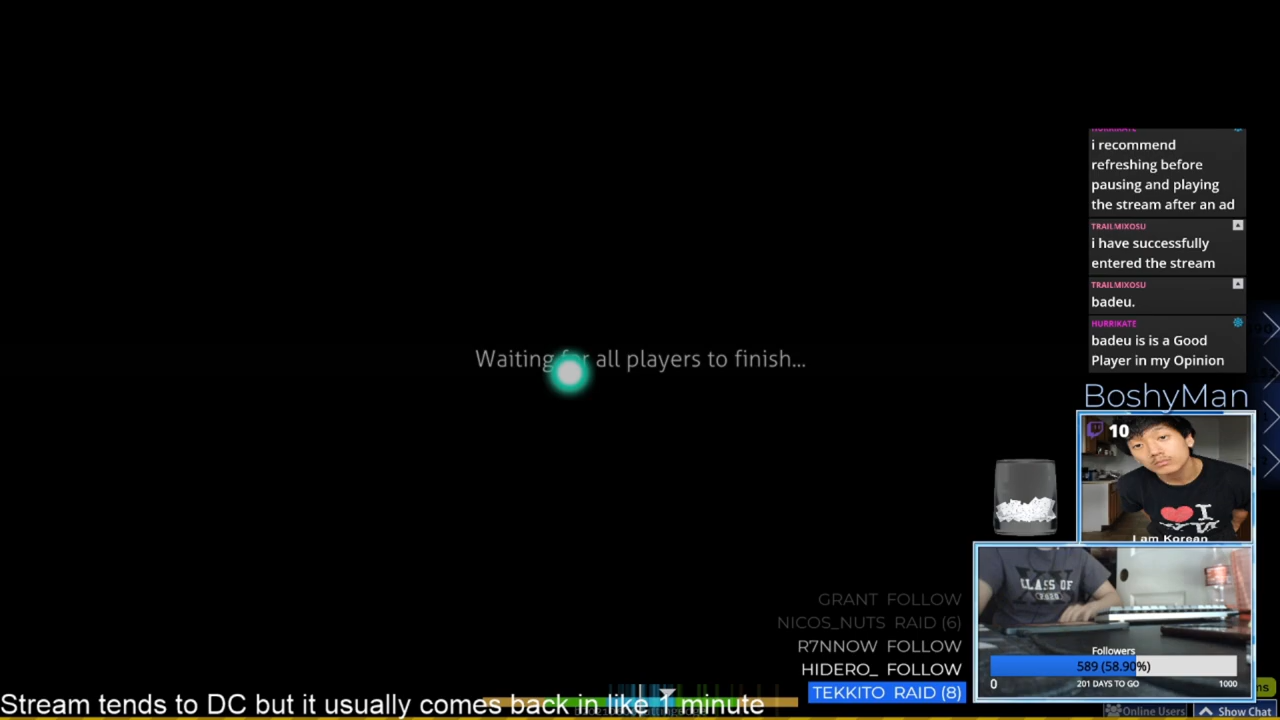 HURRIKATE
i recommend
refreshing before
pausing and playing
the stream after an ad
TRAILMIXOSU
i have successfully
entered the stream
TRAILMIXOSU
badeu.
HURRIKATE
badeu is is a Good
Player in my Opinion
Waiting for all players to finish...
BoshyMan
10
I
I am Korean
CLASS OF
GRANT FOLLOW
NICOS_NUTS RAID (6)
R7NNOW FOLLOW
HIDERO_ FOLLOW
TEKKITO RAID (8)
Followers
589 (58.90%)
0
201 DAYS TO GO
1000
Stream tends to DC but it usually comes back in like 1 minute
Online Users
Show Chat